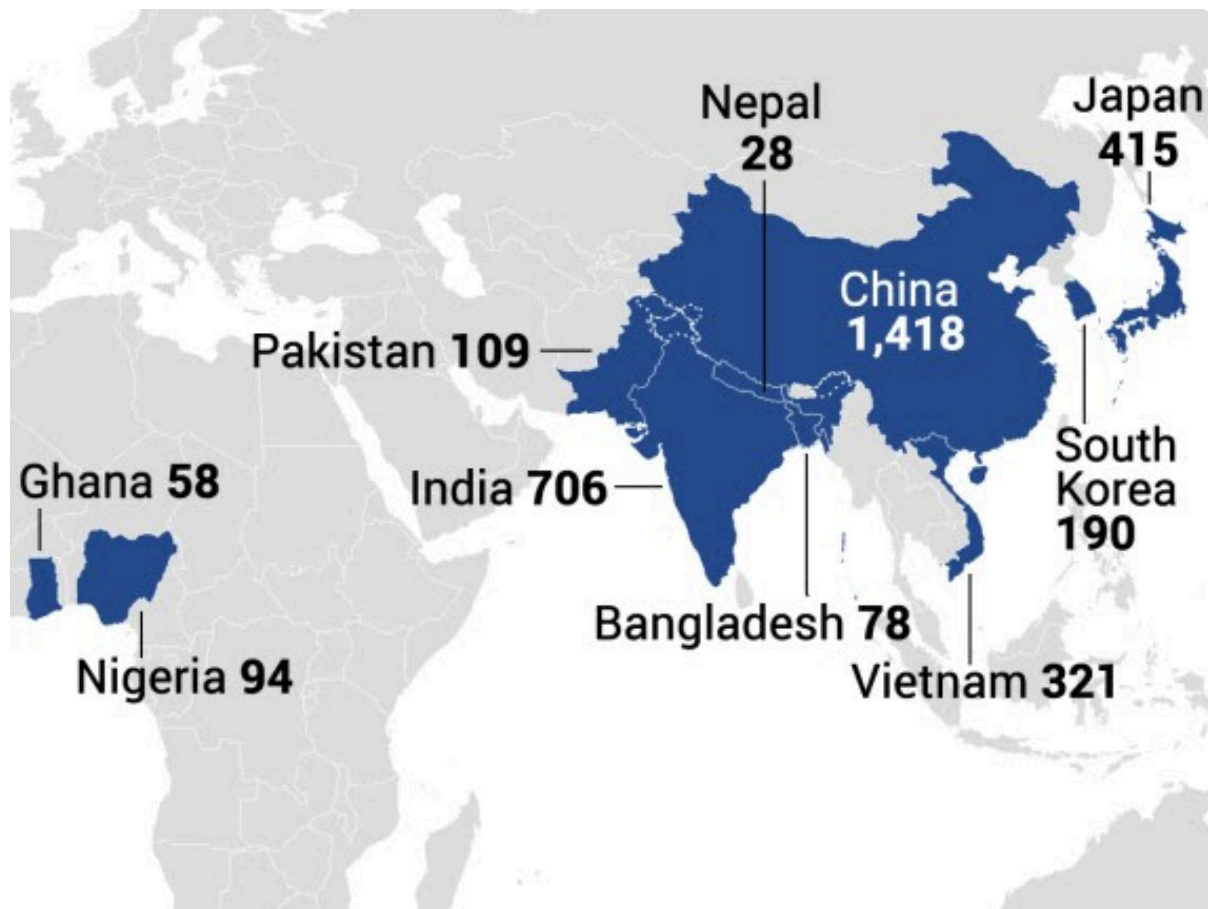 Nepal
28
Japan
415
China
1,418
Pakistan 109
South
Korea
190
Ghana 58
India 706
Bangladesh 78
Nigeria 94
Vietnam 321